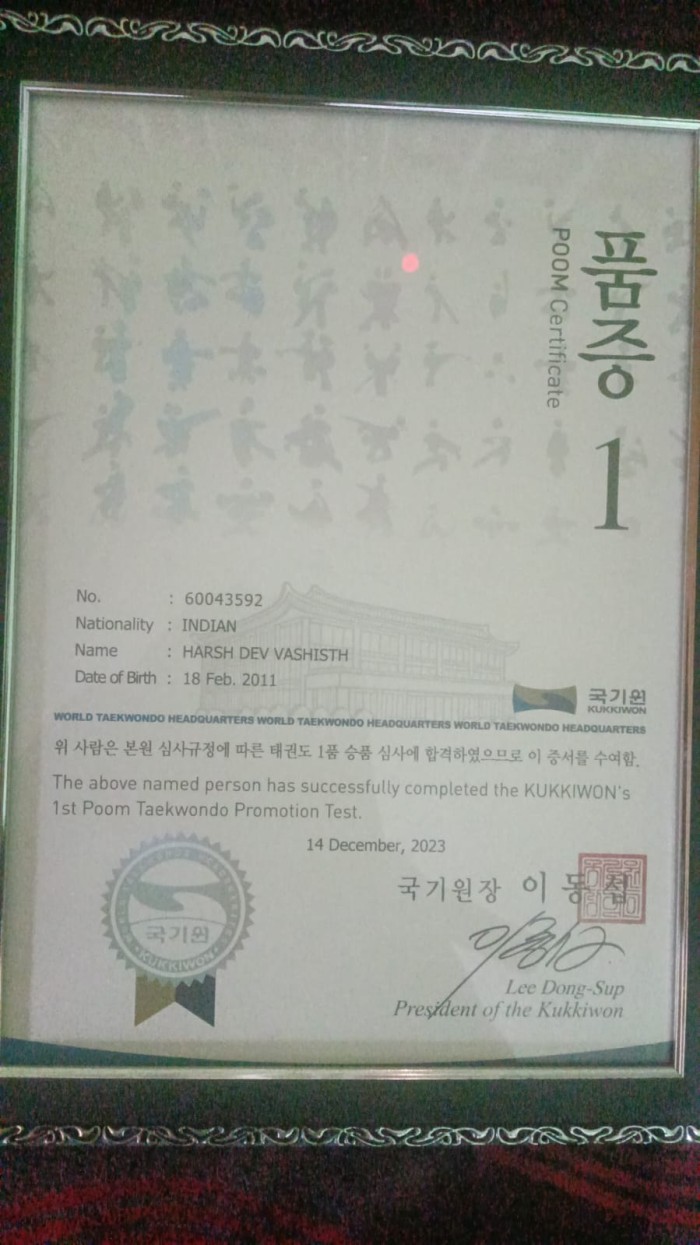 품증 1
POOM Certificate
No. : 60043592
Nationality : INDIAN
Name : HARSH DEV VASHISTH
Date of Birth : 18 Feb. 2011
국기원
KUKKIWON
WORLD TAEKWONDO HEADQUARTERS WORLD TAEKWONDO HEADQUARTERS WORLD TAEKWONDO HEADQUARTERS
위 사람은 본원 심사규정에 따른 태권도 1품 승품 심사에 합격하였으므로 이 증서를 수여함.
The above named person has successfully completed the KUKKIWON's
1st Poom Taekwondo Promotion Test.
14 December, 2023
국기원장 이동섭
국기원
KUKKIWON
Lee Dong-Sup
President of the Kukkiwon